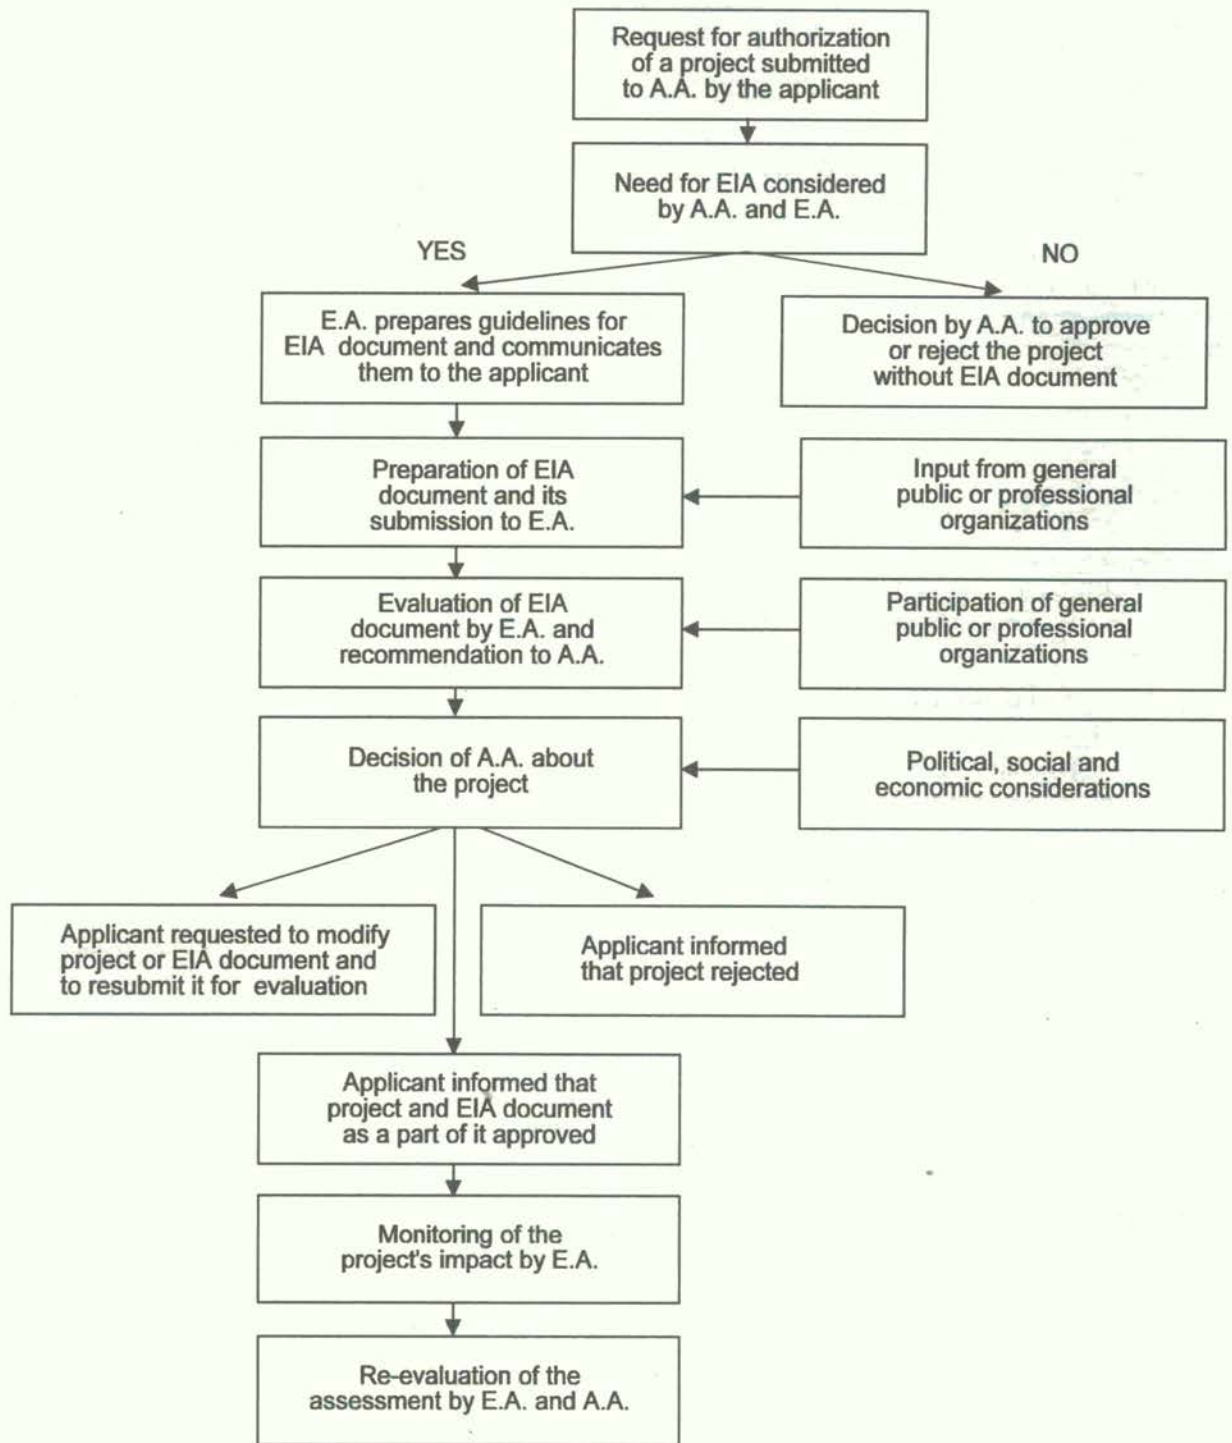 Request for authorization
of a project submitted
to A.A. by the applicant
Need for EIA considered
by A.A. and E.A.
YES
NO
E.A. prepares guidelines for
EIA document and communicates
them to the applicant
Decision by A.A. to approve
or reject the project
without EIA document
Preparation of EIA
document and its
submission to E.A.
Input from general
public or professional
organizations
Evaluation of EIA
document by E.A. and
recommendation to A.A.
Participation of general
public or professional
organizations
Decision of A.A. about
the project
Political, social and
economic considerations
Applicant requested to modify
project or EIA document and
to resubmit it for evaluation
Applicant informed
that project rejected
Applicant informed that
project and EIA document
as a part of it approved
Monitoring of the
project's impact by E.A.
Re-evaluation of the
assessment by E.A. and A.A.